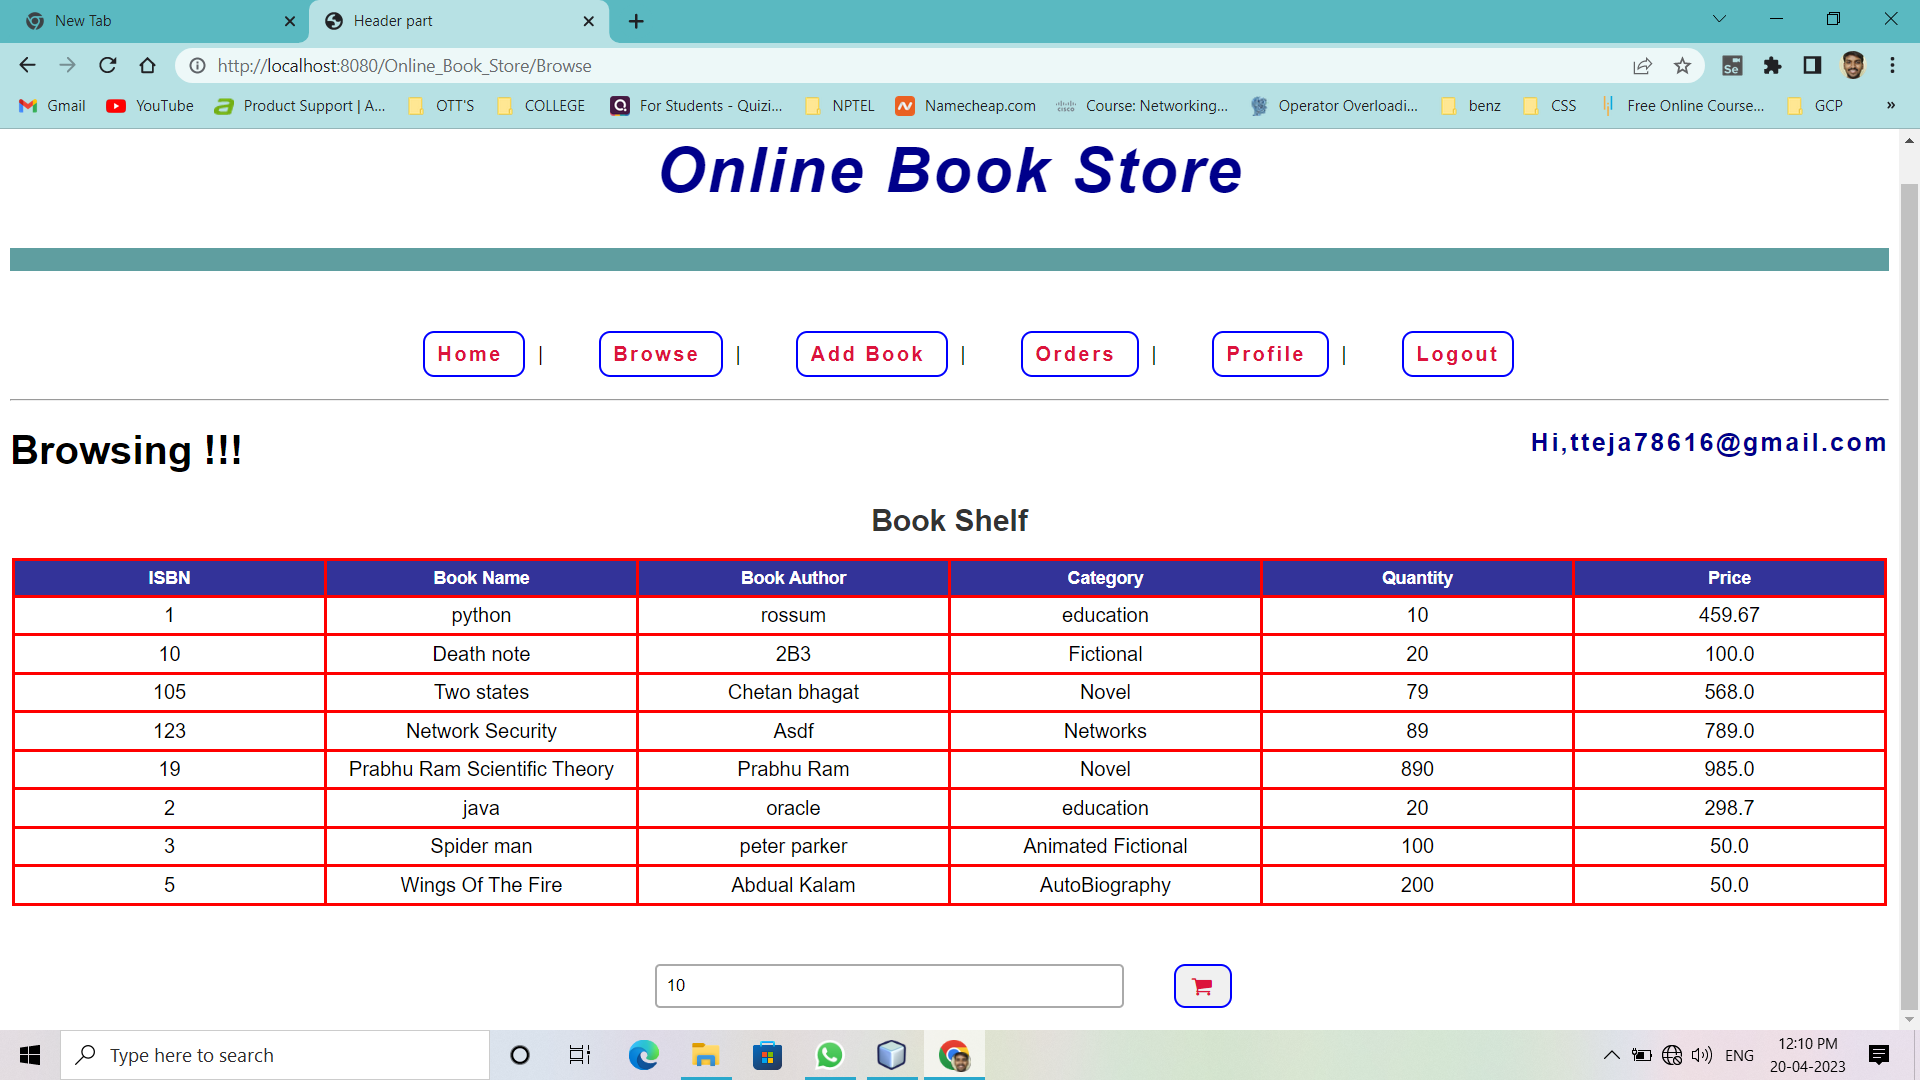 New Tab
Header part
http://localhost:8080/Online_Book_Store/Browse
Se
Gmail YouTube Product Support | A... OTT'S COLLEGE For Students - Quizi... NPTEL Namecheap.com Course: Networking... Operator Overloadi... benz CSS Free Online Course... GCP »
Online Book Store
Home | Browse | Add Book | Orders | Profile | Logout
Browsing !!!
Hi,tteja78616@gmail.com
Book Shelf
ISBN Book Name Book Author Category Quantity Price
1 python rossum education 10 459.67
10 Death note 2B3 Fictional 20 100.0
105 Two states Chetan bhagat Novel 79 568.0
123 Network Security Asdf Networks 89 789.0
19 Prabhu Ram Scientific Theory Prabhu Ram Novel 890 985.0
2 java oracle education 20 298.7
3 Spider man peter parker Animated Fictional 100 50.0
5 Wings Of The Fire Abdual Kalam AutoBiography 200 50.0
10
Type here to search
ENG
12:10 PM
20-04-2023